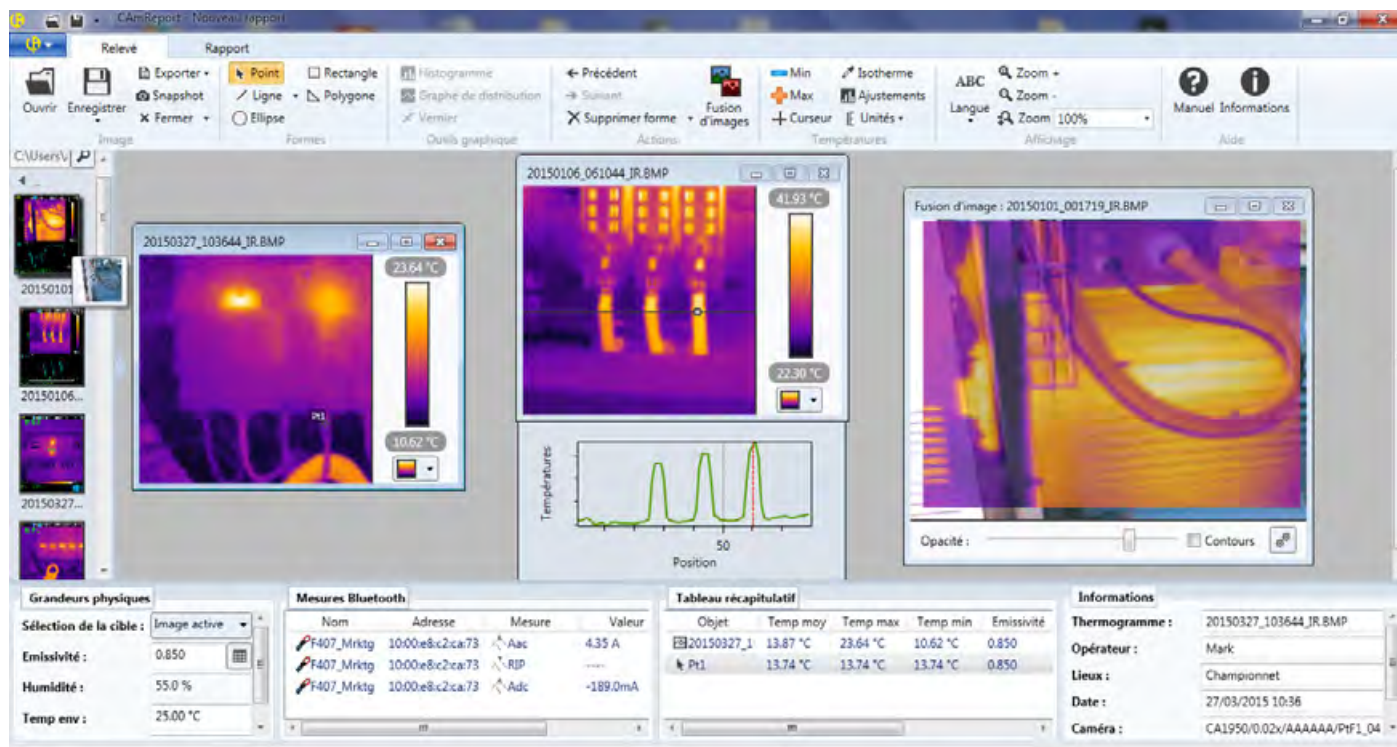 CAmReport - Nouveau rapport
Relevé Rapport
Ouvrir
Enregistrer
Exporter
Snapshot
Fermer
Image
Point
Ligne
Ellipse
Rectangle
Polygone
Formes
Histogramme
Graphe de distribution
Vernier
Outils graphique
Précédent
Suivant
Supprimer forme
Fusion d'images
Actions
Min
Max
Curseur
Isotherme
Ajustements
Unités
Températures
ABC
Langue
Zoom +
Zoom -
Zoom 100%
Affichage
Manuel
Informations
Aide
C:\Users\
20150101
20150106...
20150327...
20150327_103644_IR.BMP
23.64 °C
Pt1
10.62 °C
20150106_061044_IR.BMP
41.93 °C
22.30 °C
Températures
50
Position
Fusion d'image : 20150101_001719_IR.BMP
Opacité :
Contours
Grandeurs physiques
Sélection de la cible : Image active
Emissivité : 0.850
Humidité : 55.0 %
Temp env : 25.00 °C
Mesures Bluetooth
Nom Adresse Mesure Valeur
F407_Mrktg 10:00:e8:c2:ca:73 Aac 4.35 A
F407_Mrktg 10:00:e8:c2:ca:73 RIP ----
F407_Mrktg 10:00:e8:c2:ca:73 Adc -189.0mA
Tableau récapitulatif
Objet Temp moy Temp max Temp min Emissivité
20150327_1 13.87 °C 23.64 °C 10.62 °C 0.850
Pt1 13.74 °C 13.74 °C 13.74 °C 0.850
Informations
Thermogramme : 20150327_103644_IR.BMP
Opérateur : Mark
Lieux : Championnet
Date : 27/03/2015 10:36
Caméra : CA1950/0.02x/AAAAAA/PtF1_04